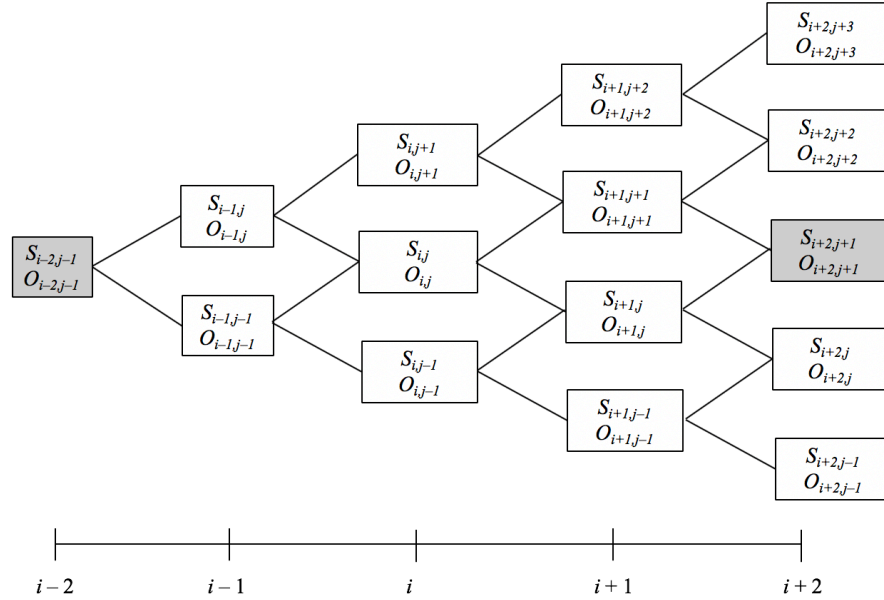 S_{i+2,j+3}
O_{i+2,j+3}
S_{i+1,j+2}
O_{i+1,j+2}
S_{i+2,j+2}
O_{i+2,j+2}
S_{i,j+1}
O_{i,j+1}
S_{i+1,j+1}
O_{i+1,j+1}
S_{i–1,j}
O_{i–1,j}
S_{i+2,j+1}
O_{i+2,j+1}
S_{i–2,j–1}
O_{i–2,j–1}
S_{i,j}
O_{i,j}
S_{i+1,j}
O_{i+1,j}
S_{i–1,j–1}
O_{i–1,j–1}
S_{i+2,j}
O_{i+2,j}
S_{i,j–1}
O_{i,j–1}
S_{i+1,j–1}
O_{i+1,j–1}
S_{i+2,j–1}
O_{i+2,j–1}
i – 2 i – 1 i i + 1 i + 2